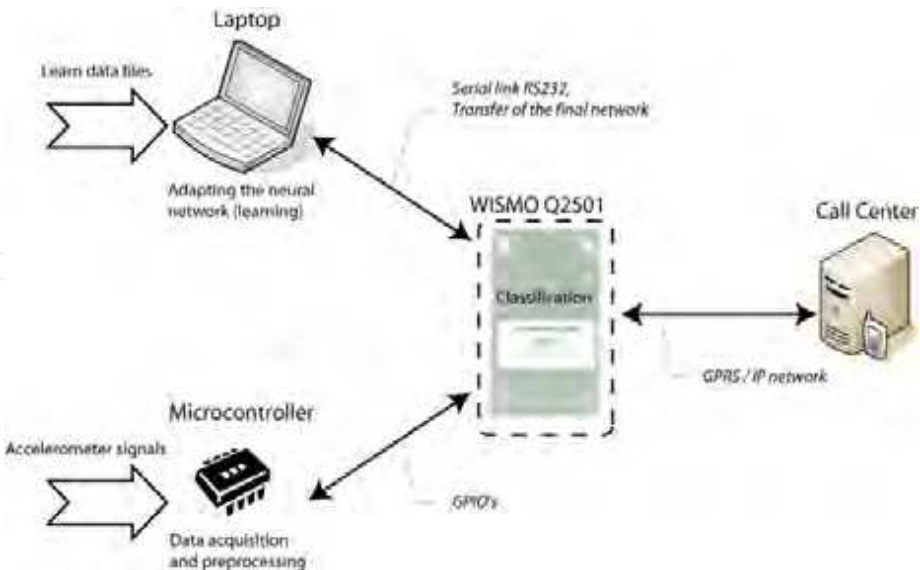 Laptop
Learn data files
Serial link RS232,
Transfer of the final network
Adapting the neural
network (learning)
WISMO Q2501
Call Center
Classification
GPRS / IP network
Microcontroller
Accelerometer signals
GPIO's
Data acquisition
and preprocessing